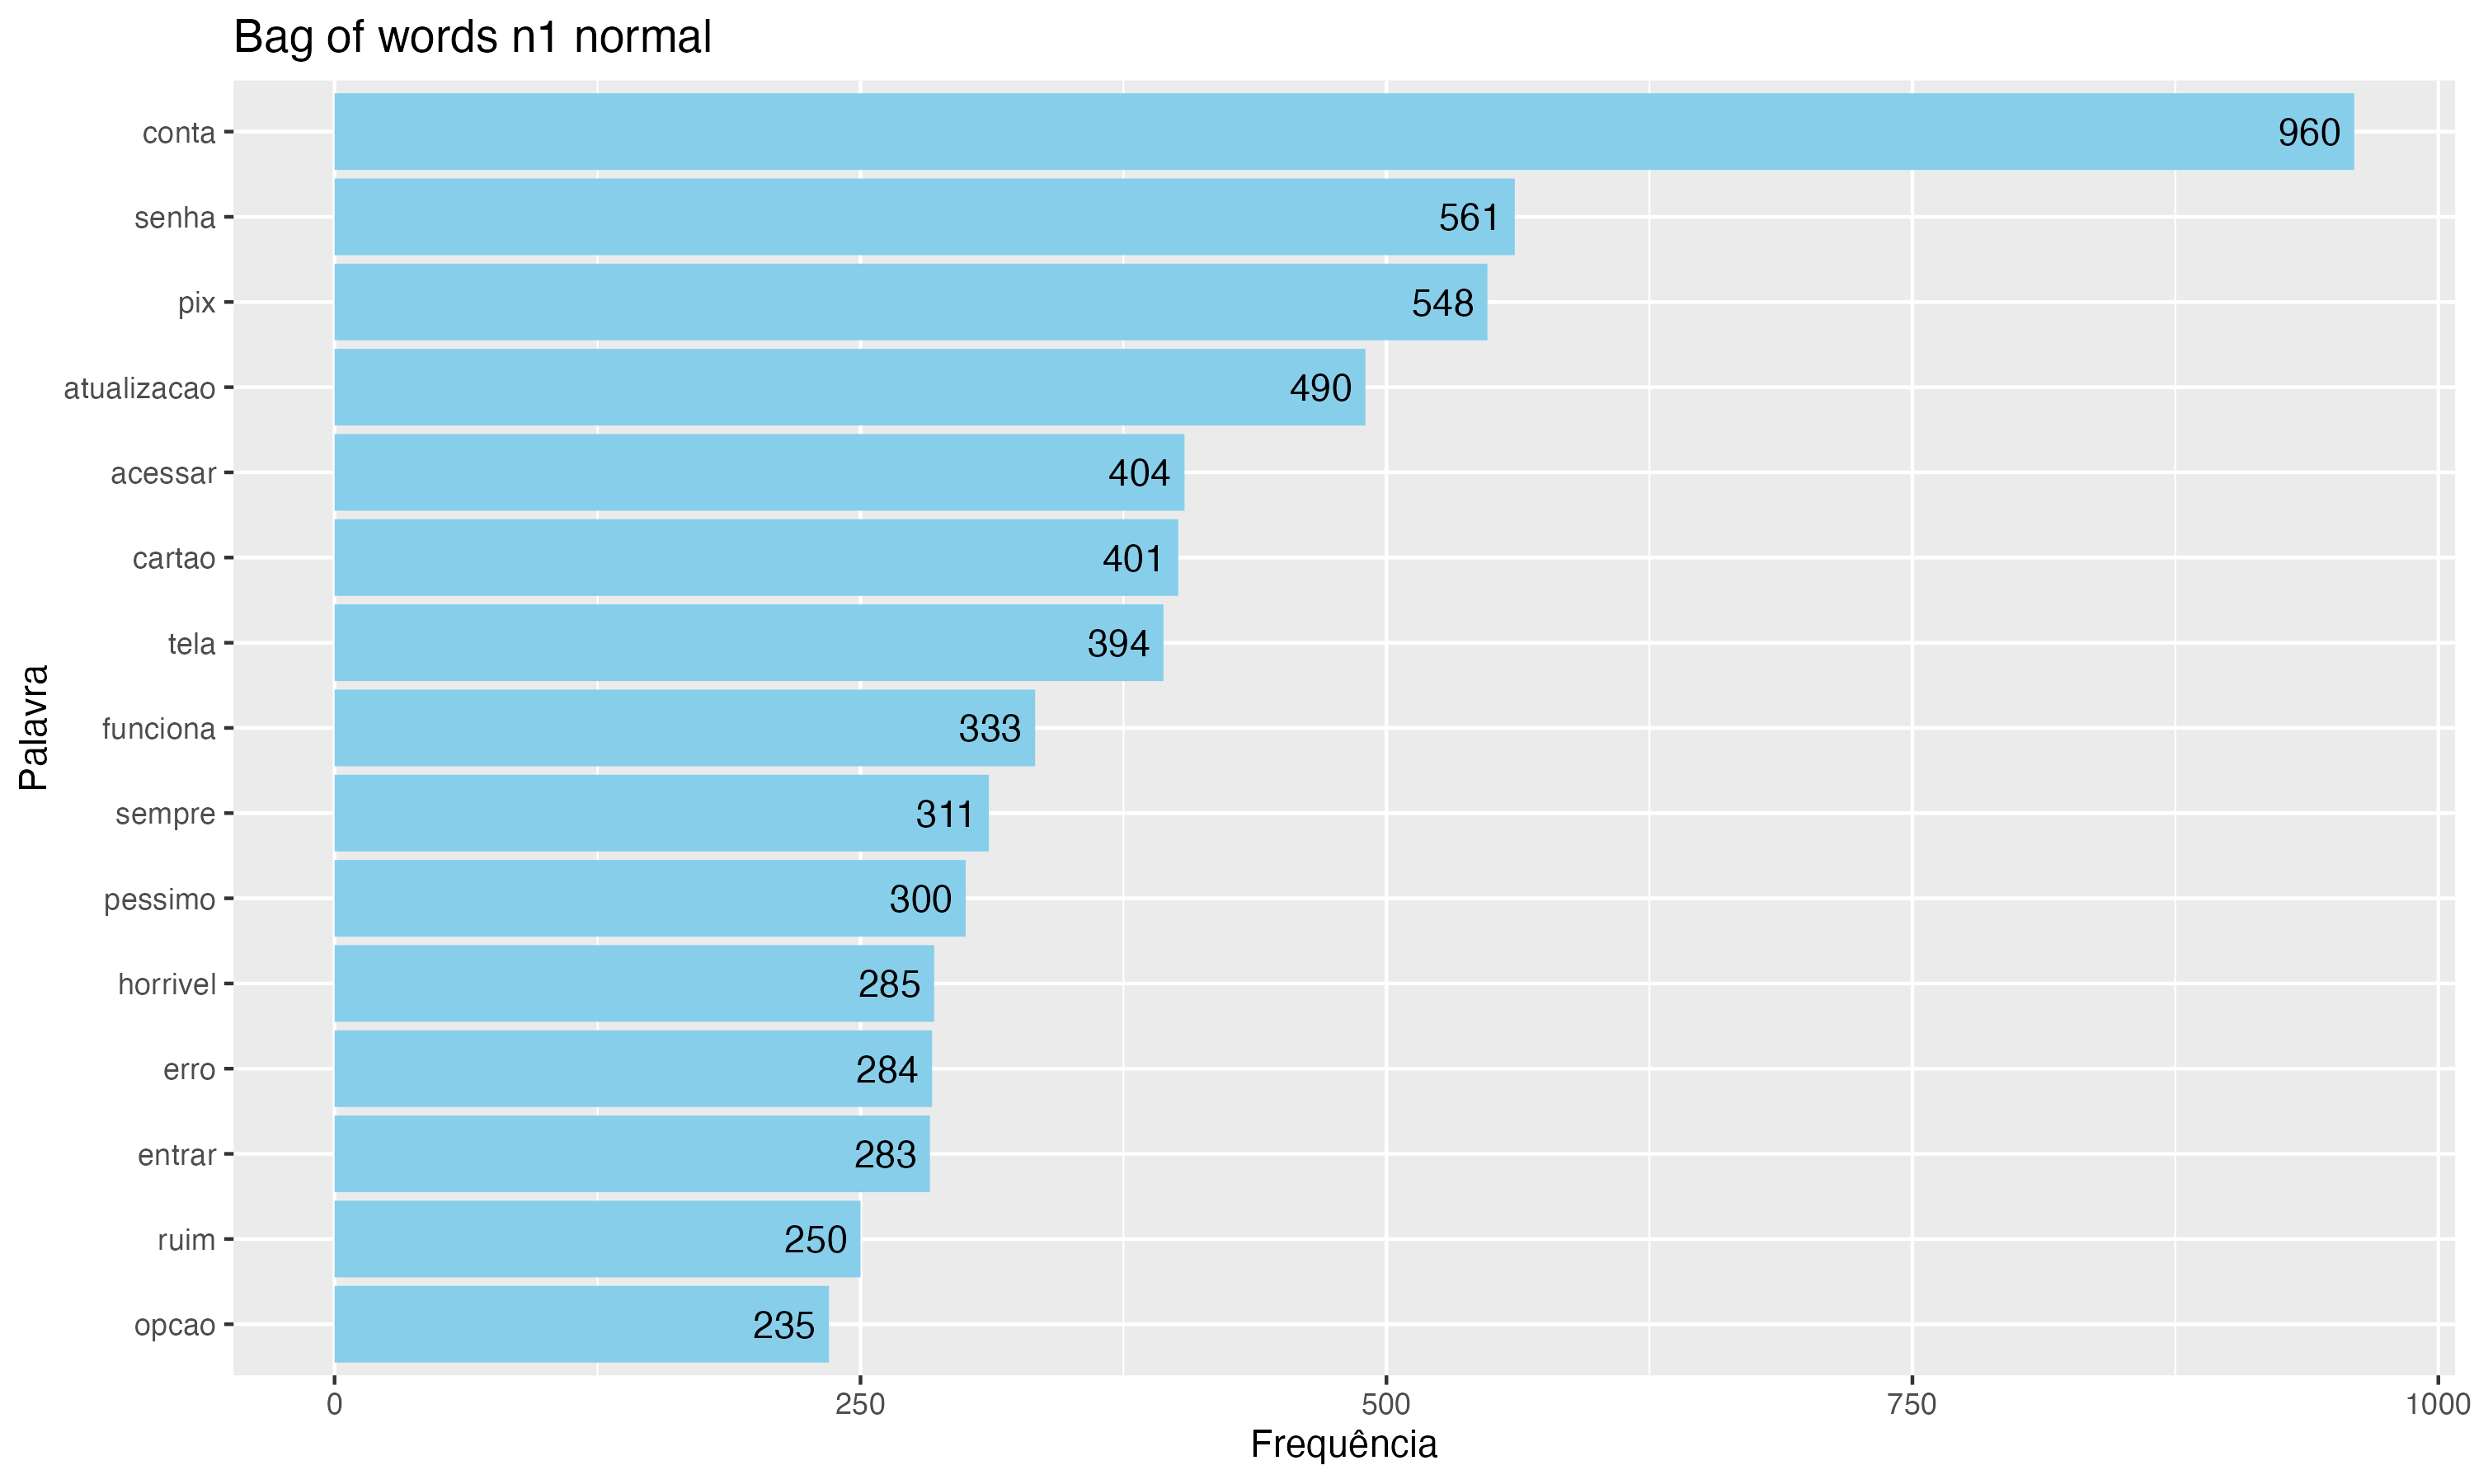 Bag of words n1 normal
Palavra
conta 960
senha 561
pix 548
atualizacao 490
acessar 404
cartao 401
tela 394
funciona 333
sempre 311
pessimo 300
horrivel 285
erro 284
entrar 283
ruim 250
opcao 235
0 250 500 750 1000
Frequência